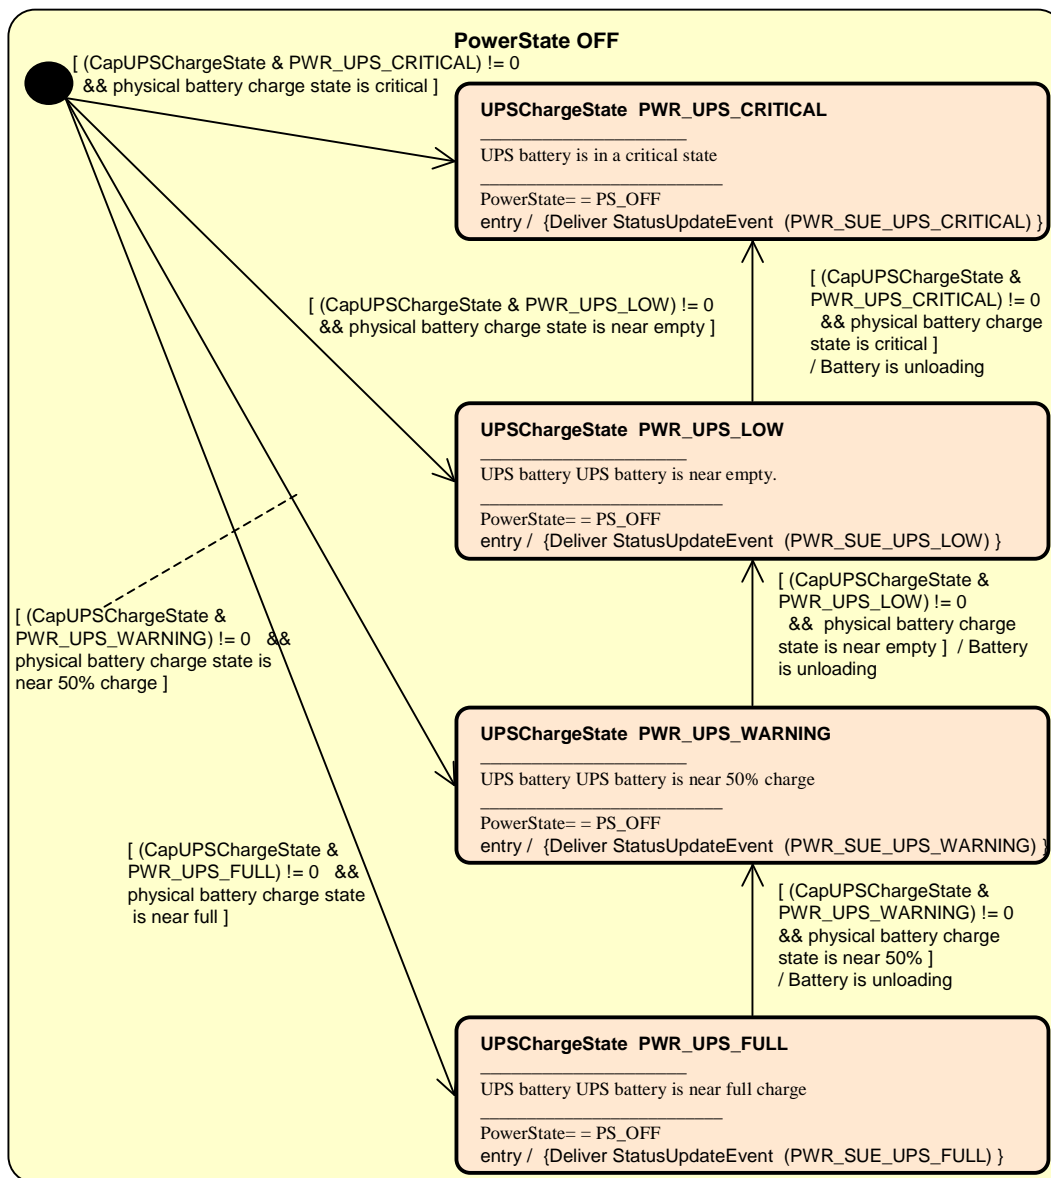 PowerState OFF
[ (CapUPSChargeState & PWR_UPS_CRITICAL) != 0
&& physical battery charge state is critical ]
UPSChargeState PWR_UPS_CRITICAL
UPS battery is in a critical state
PowerState= = PS_OFF
entry / {Deliver StatusUpdateEvent (PWR_SUE_UPS_CRITICAL) }
[ (CapUPSChargeState &
PWR_UPS_CRITICAL) != 0
&& physical battery charge
state is critical ]
/ Battery is unloading
[ (CapUPSChargeState & PWR_UPS_LOW) != 0
&& physical battery charge state is near empty ]
UPSChargeState PWR_UPS_LOW
UPS battery UPS battery is near empty.
PowerState= = PS_OFF
entry / {Deliver StatusUpdateEvent (PWR_SUE_UPS_LOW) }
[ (CapUPSChargeState &
PWR_UPS_LOW) != 0
&& physical battery charge
state is near empty ] / Battery
is unloading
[ (CapUPSChargeState &
PWR_UPS_WARNING) != 0 &&
physical battery charge state is
near 50% charge ]
UPSChargeState PWR_UPS_WARNING
UPS battery UPS battery is near 50% charge
PowerState= = PS_OFF
entry / {Deliver StatusUpdateEvent (PWR_SUE_UPS_WARNING) }
[ (CapUPSChargeState &
PWR_UPS_FULL) != 0 &&
physical battery charge state
is near full ]
[ (CapUPSChargeState &
PWR_UPS_WARNING) != 0
&& physical battery charge
state is near 50% ]
/ Battery is unloading
UPSChargeState PWR_UPS_FULL
UPS battery UPS battery is near full charge
PowerState= = PS_OFF
entry / {Deliver StatusUpdateEvent (PWR_SUE_UPS_FULL) }